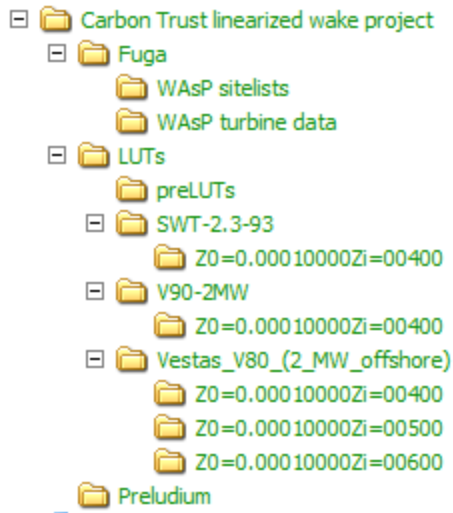 Carbon Trust linearized wake project
Fuga
WAsP sitelists
WAsP turbine data
LUTs
preLUTs
SWT-2.3-93
Z0=0.00010000Zi=00400
V90-2MW
Z0=0.00010000Zi=00400
Vestas_V80_(2_MW_offshore)
Z0=0.00010000Zi=00400
Z0=0.00010000Zi=00500
Z0=0.00010000Zi=00600
Preludium